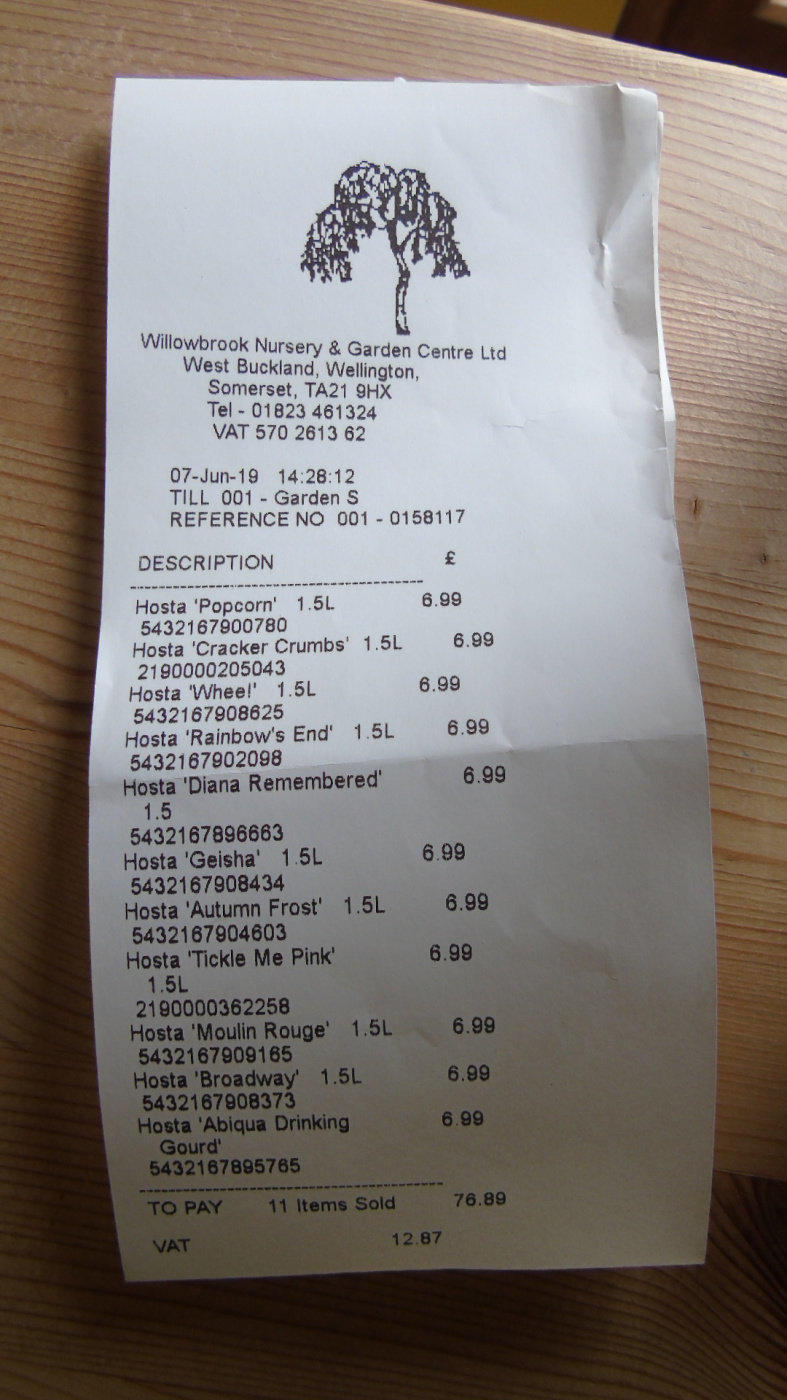 Willowbrook Nursery & Garden Centre Ltd
West Buckland, Wellington,
Somerset, TA21 9HX
Tel - 01823 461324
VAT 570 2613 62
07-Jun-19 14:28:12
TILL 001 - Garden S
REFERENCE NO 001 - 0158117
DESCRIPTION £
Hosta 'Popcorn' 1.5L 6.99
5432167900780
Hosta 'Cracker Crumbs' 1.5L 6.99
2190000205043
Hosta 'Whee!' 1.5L 6.99
5432167908625
Hosta 'Rainbow's End' 1.5L 6.99
5432167902098
Hosta 'Diana Remembered' 6.99
1.5
5432167896663
Hosta 'Geisha' 1.5L 6.99
5432167908434
Hosta 'Autumn Frost' 1.5L 6.99
5432167904603
Hosta 'Tickle Me Pink' 6.99
1.5L
2190000362258
Hosta 'Moulin Rouge' 1.5L 6.99
5432167909165
Hosta 'Broadway' 1.5L 6.99
5432167908373
Hosta 'Abiqua Drinking 6.99
Gourd'
5432167895765
TO PAY 11 Items Sold 76.89
VAT 12.87